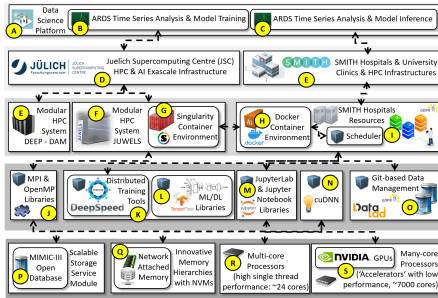 A
Data
Science
Platform
B
ARDS Time Series Analysis & Model Training
C
ARDS Time Series Analysis & Model Inference
JÜLICH
Forschungszentrum
JÜLICH
SUPERCOMPUTING
CENTRE
D
Juelich Supercomputing Centre (JSC)
HPC & AI Exascale Infrastructure
SMITH
E
SMITH Hospitals & University
Clinics & HPC Infrastructures
E
Modular
HPC
System
DEEP - DAM
F
Modular
HPC
System
JUWELS
G
Singularity
Container
Environment
H
docker
Docker
Container
Environment
SMITH Hospitals
Resources
Scheduler
I
J
MPI &
OpenMP
Libraries
K
Distributed
Training
Tools
DeepSpeed
L
TensorFlow
ML/DL
Libraries
M
JupyterLab
& Jupyter
Notebook
Libraries
N
cuDNN
Git-based Data
Management
DataLad
O
P
MIMIC-III
Open
Database
Scalable
Storage
Service
Module
Q
Network
Attached
Memory
Innovative
Memory
Hierarchies
with NVMs
R
Multi-core
Processors
(high single thread
performance: ~24 cores)
NVIDIA. GPUs
S
Many-core
Processors
('Accelerators' with low
performance, ~7000 cores)